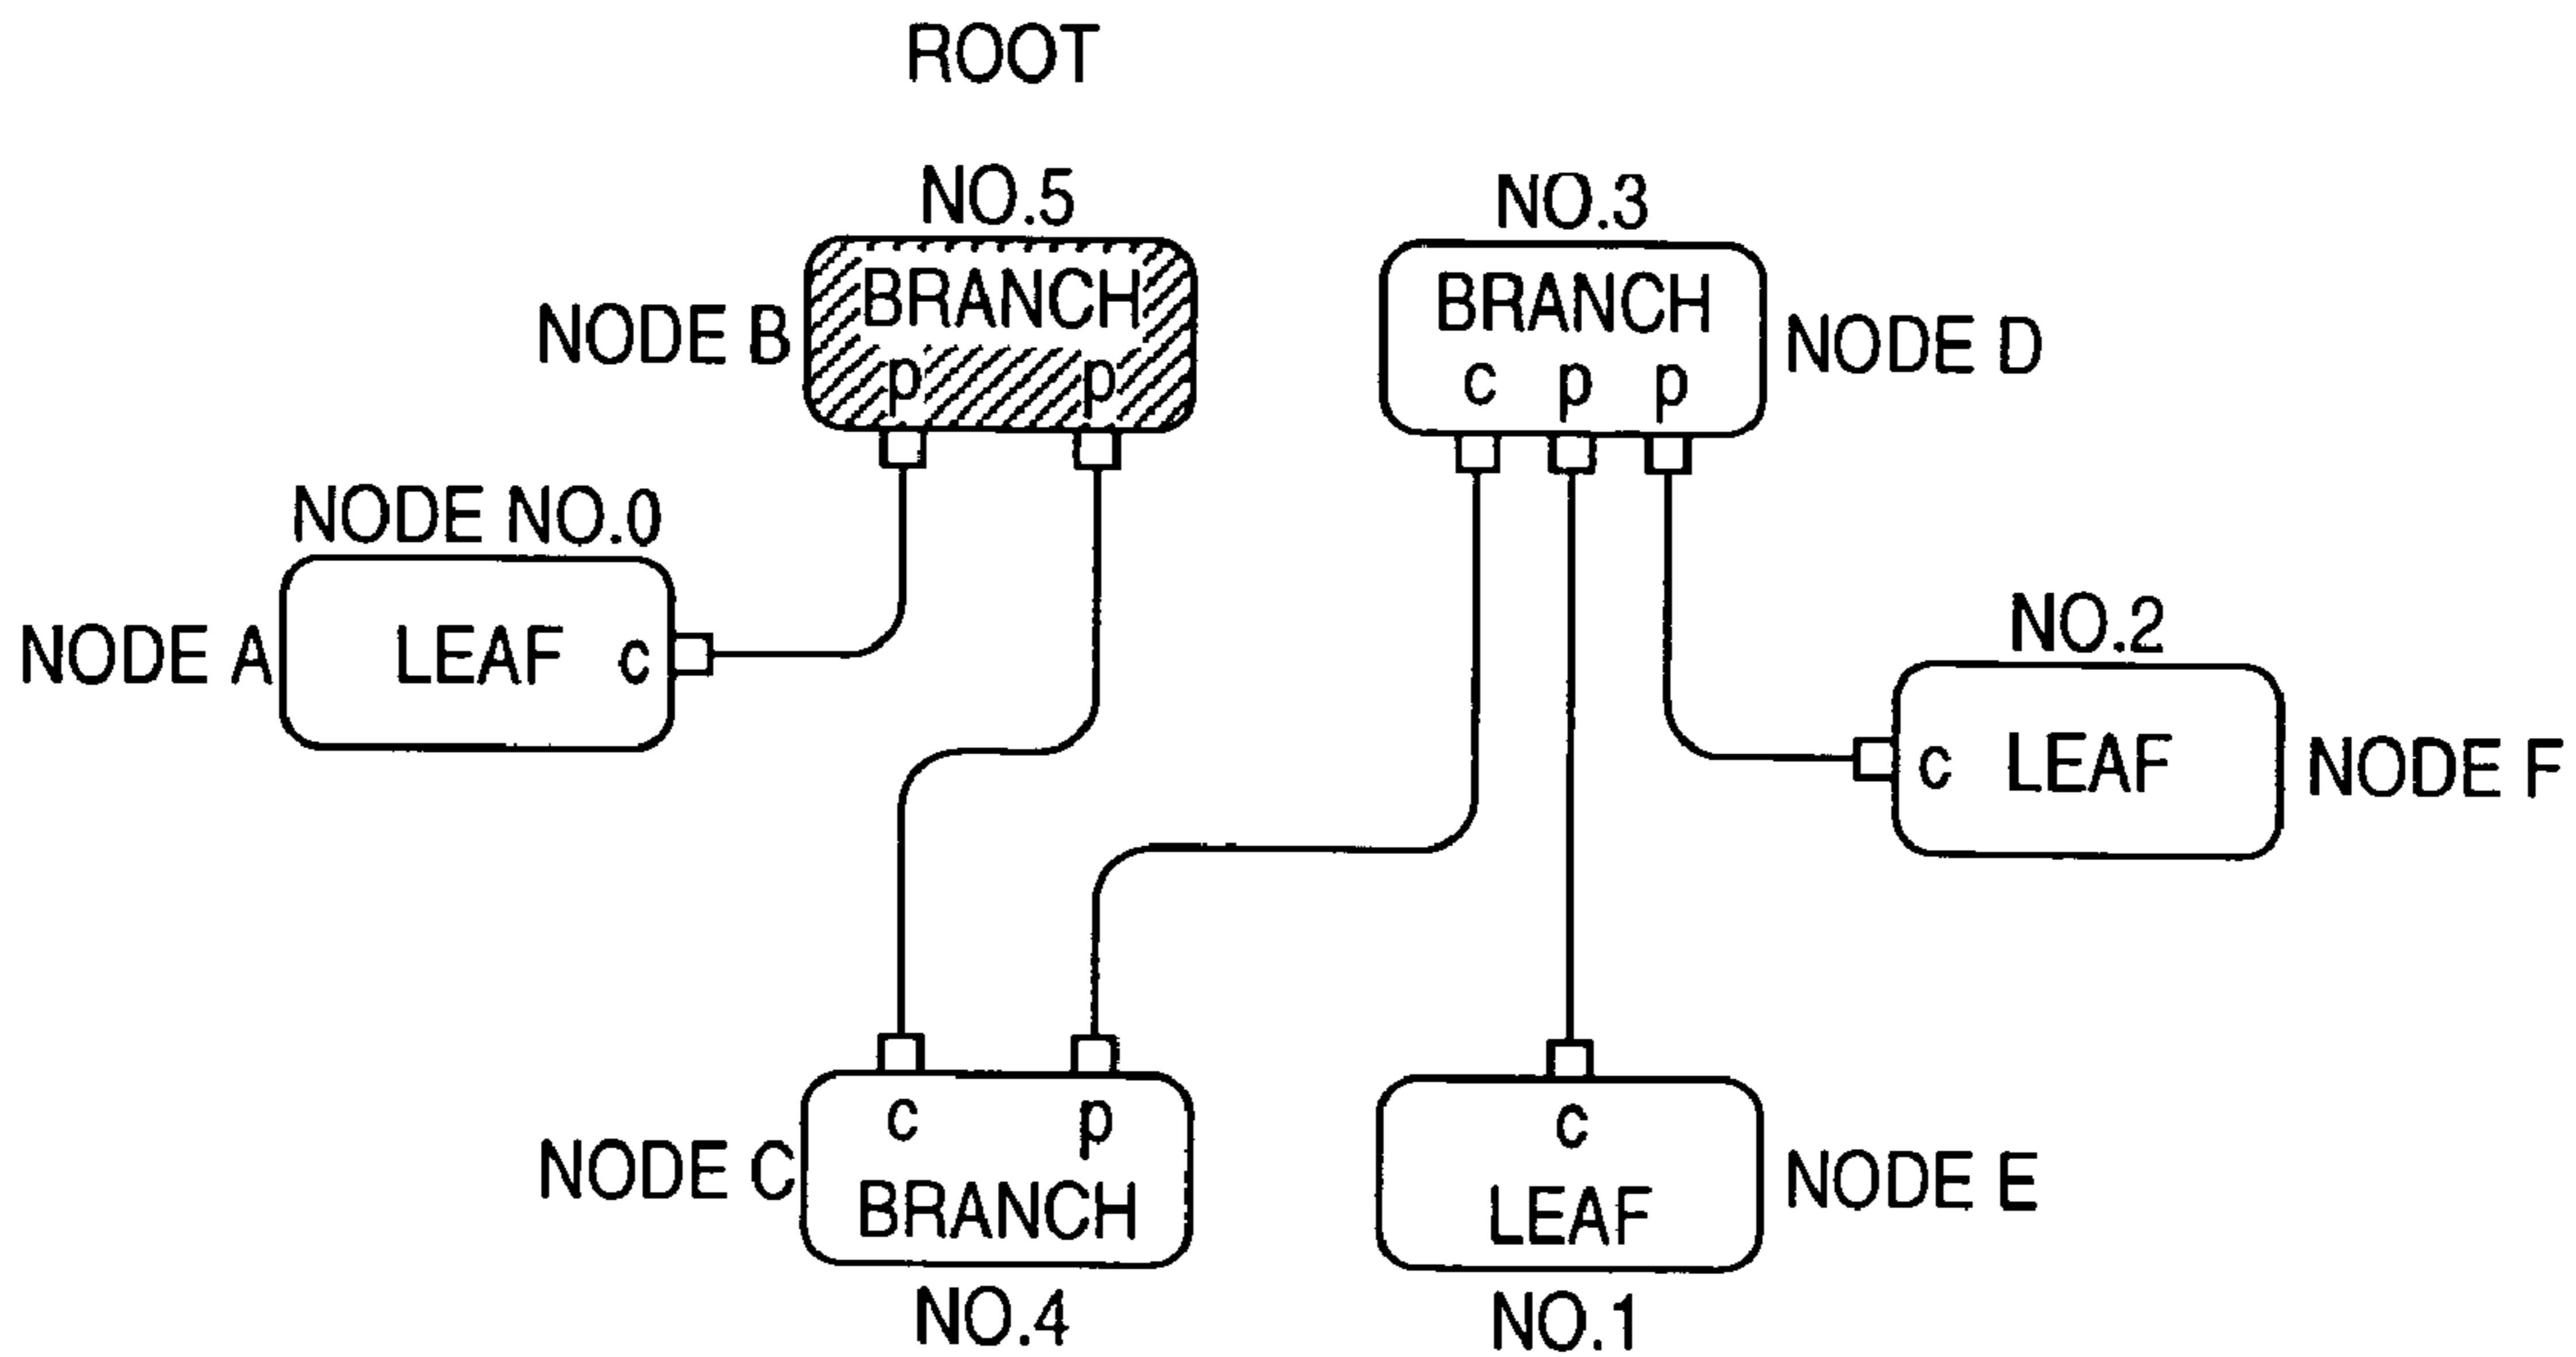 ROOT
NO.5
NO.3
BRANCH
BRANCH
NODE B
NODE D
p p
c p p
NODE NO.0
NO.2
NODE A
LEAF c
c LEAF
NODE F
c p
c
NODE C
NODE E
BRANCH
LEAF
NO.4
NO.1